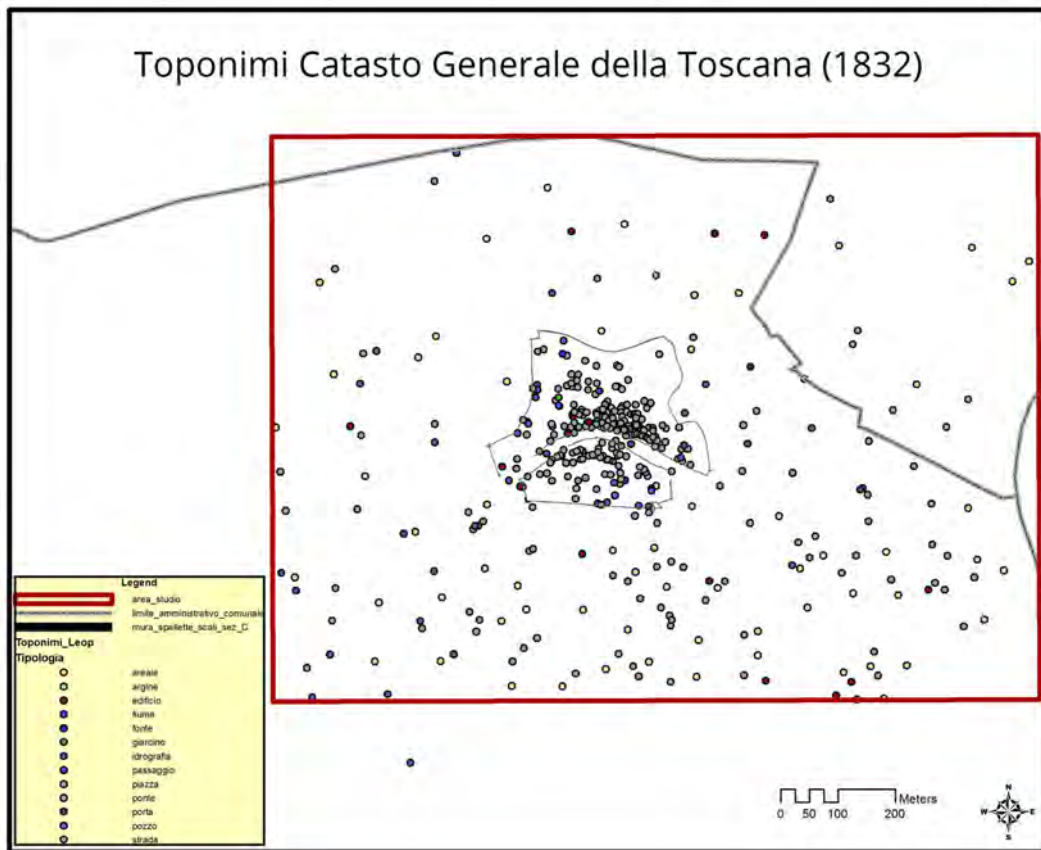 Toponimi Catasto Generale della Toscana (1832)
Legend
area_studio
limite_amministrativo_comunale
mura_spallette_scali_sez_C
Toponimi_Leop
Tipologia
areale
argine
edificio
fiume
fonte
giardino
idrografia
passaggio
piazza
ponte
porta
pozzo
strada
Meters
0 50 100 200
N
W E
S